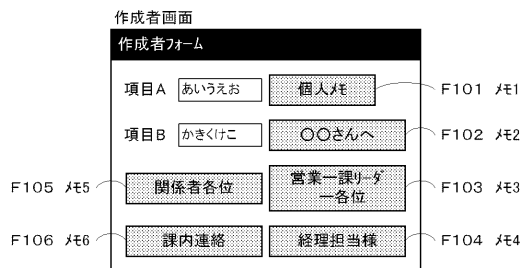 作成者画面
作成者フォーム
項目A あいうえお 個人メモ F101 メモ1
項目B かきくけこ 〇〇さんへ F102 メモ2
F105 メモ5 関係者各位 営業一課リーダ
ー各位 F103 メモ3
F106 メモ6 課内連絡 経理担当様 F104 メモ4